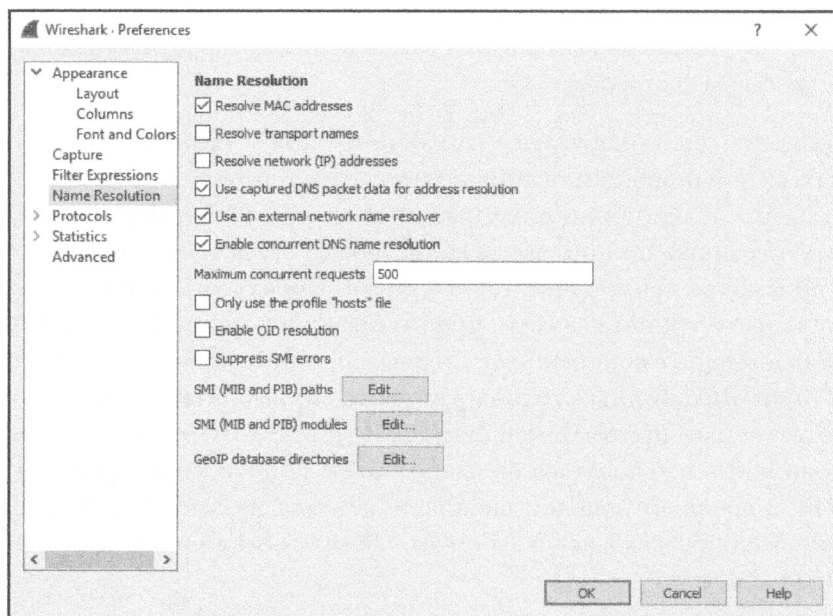 Wireshark · Preferences
Appearance
Layout
Columns
Font and Colors
Capture
Filter Expressions
Name Resolution
Protocols
Statistics
Advanced
Name Resolution
Resolve MAC addresses
Resolve transport names
Resolve network (IP) addresses
Use captured DNS packet data for address resolution
Use an external network name resolver
Enable concurrent DNS name resolution
Maximum concurrent requests 500
Only use the profile "hosts" file
Enable OID resolution
Suppress SMI errors
SMI (MIB and PIB) paths Edit...
SMI (MIB and PIB) modules Edit...
GeoIP database directories Edit...
OK Cancel Help